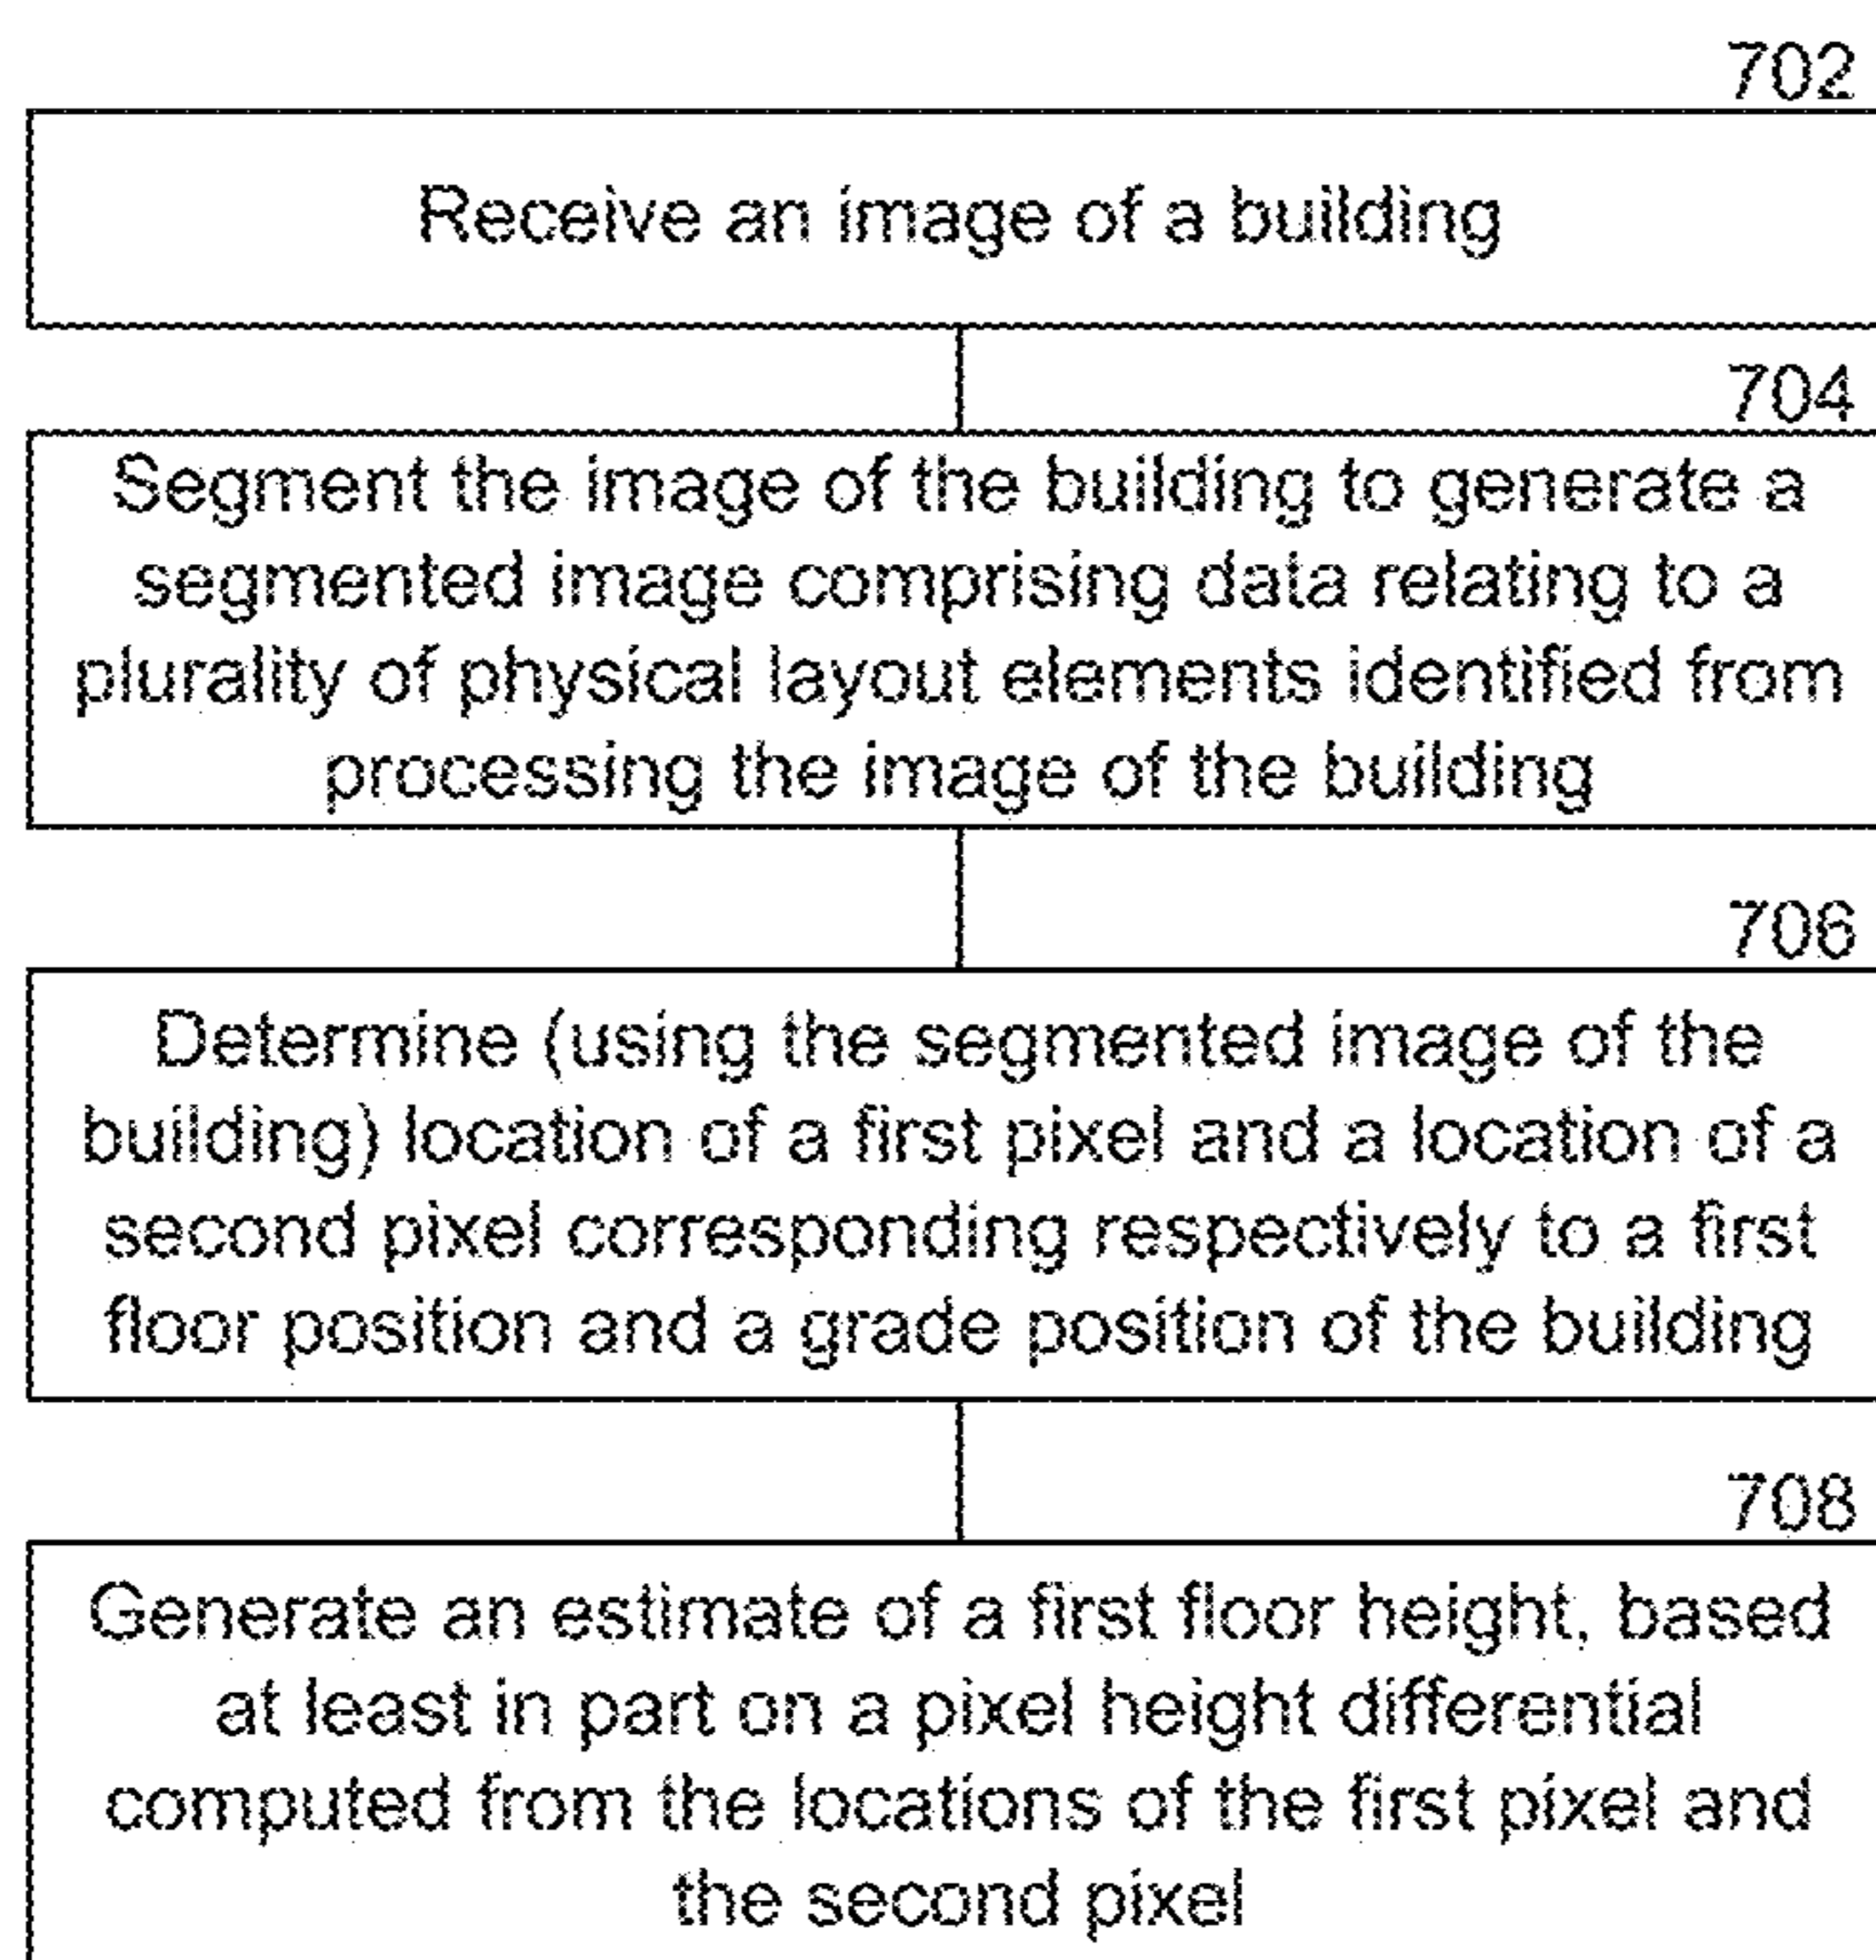 702
Receive an image of a building
704
Segment the image of the building to generate a
segmented image comprising data relating to a
plurality of physical layout elements identified from
processing the image of the building
706
Determine (using the segmented image of the
building) location of a first pixel and a location of a
second pixel corresponding respectively to a first
floor position and a grade position of the building
708
Generate an estimate of a first floor height, based
at least in part on a pixel height differential
computed from the locations of the first pixel and
the second pixel